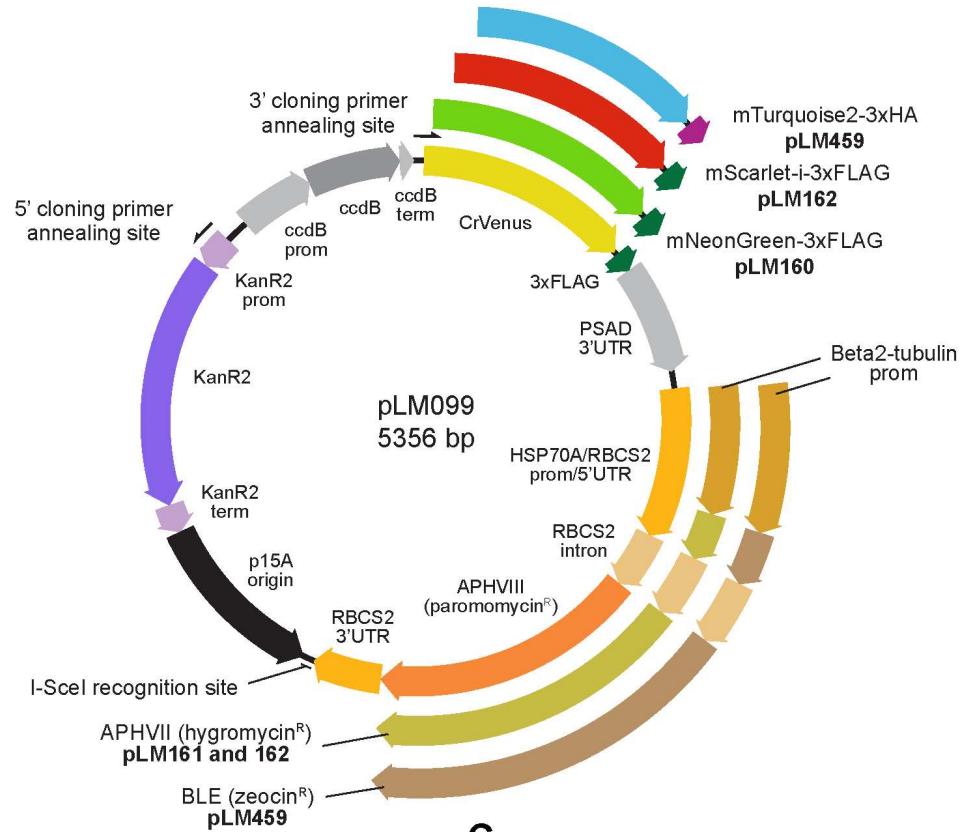 3' cloning primer
annealing site
mTurquoise2-3xHA
pLM459
mScarlet-i-3xFLAG
pLM162
mNeonGreen-3xFLAG
pLM160
5' cloning primer
annealing site
ccdB
prom
ccdB
ccdB
term
CrVenus
3xFLAG
KanR2
prom
PSAD
3'UTR
Beta2-tubulin
prom
KanR2
pLM099
5356 bp
HSP70A/RBCS2
prom/5'UTR
KanR2
term
RBCS2
intron
p15A
origin
APHVIII
(paromomycinR)
RBCS2
3'UTR
I-SceI recognition site
APHVII (hygromycinR)
pLM161 and 162
BLE (zeocinR)
pLM459